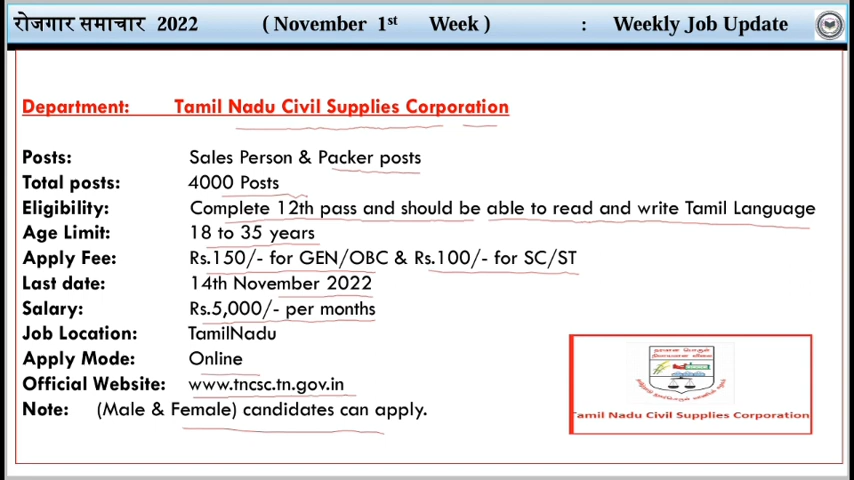 रोजगार समाचार 2022 ( November 1st Week ) : Weekly Job Update
Department: Tamil Nadu Civil Supplies Corporation
Posts: Sales Person & Packer posts
Total posts: 4000 Posts
Eligibility: Complete 12th pass and should be able to read and write Tamil Language
Age Limit: 18 to 35 years
Apply Fee: Rs.150/- for GEN/OBC & Rs.100/- for SC/ST
Last date: 14th November 2022
Salary: Rs.5,000/- per months
Job Location: TamilNadu
Apply Mode: Online
Official Website: www.tncsc.tn.gov.in
Note: (Male & Female) candidates can apply.
Tamil Nadu Civil Supplies Corporation